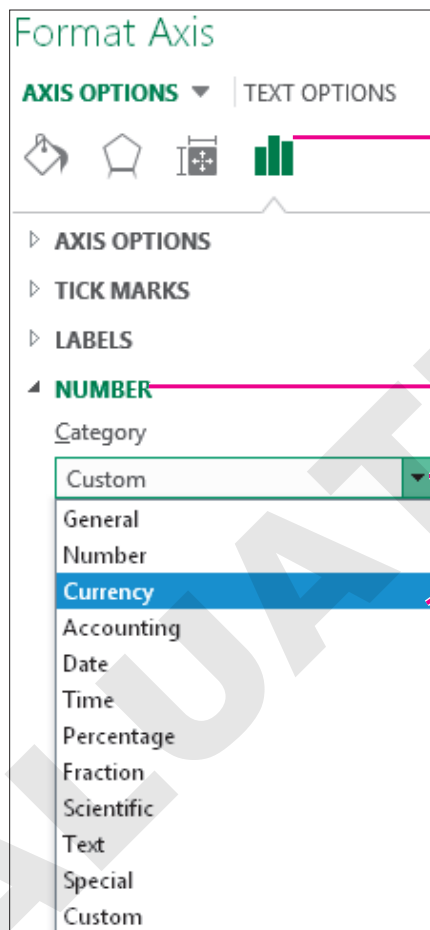 Format Axis
AXIS OPTIONS TEXT OPTIONS
AXIS OPTIONS
TICK MARKS
LABELS
NUMBER
Category
Custom
General
Number
Currency
Accounting
Date
Time
Percentage
Fraction
Scientific
Text
Special
Custom
ALUAT